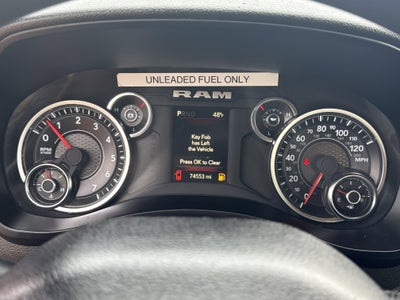 UNLEADED FUEL ONLY
RAM
PRND
48°F
Key Fob
has Left
the Vehicle
Press OK to Clear
74553 mi
0 1 2 3 4 5 6 7
RPM
0 20 40 60 80 100 120
MPH